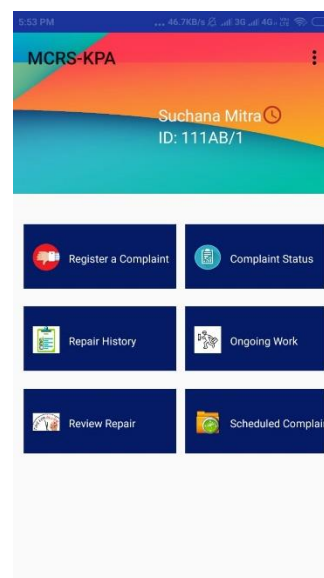 5:53 PM ... 46.7KB/s 3G 4G+
MCRS-KPA
Suchana Mitra
ID: 111AB/1
Register a Complaint Complaint Status
Repair History Ongoing Work
Review Repair Scheduled Complai